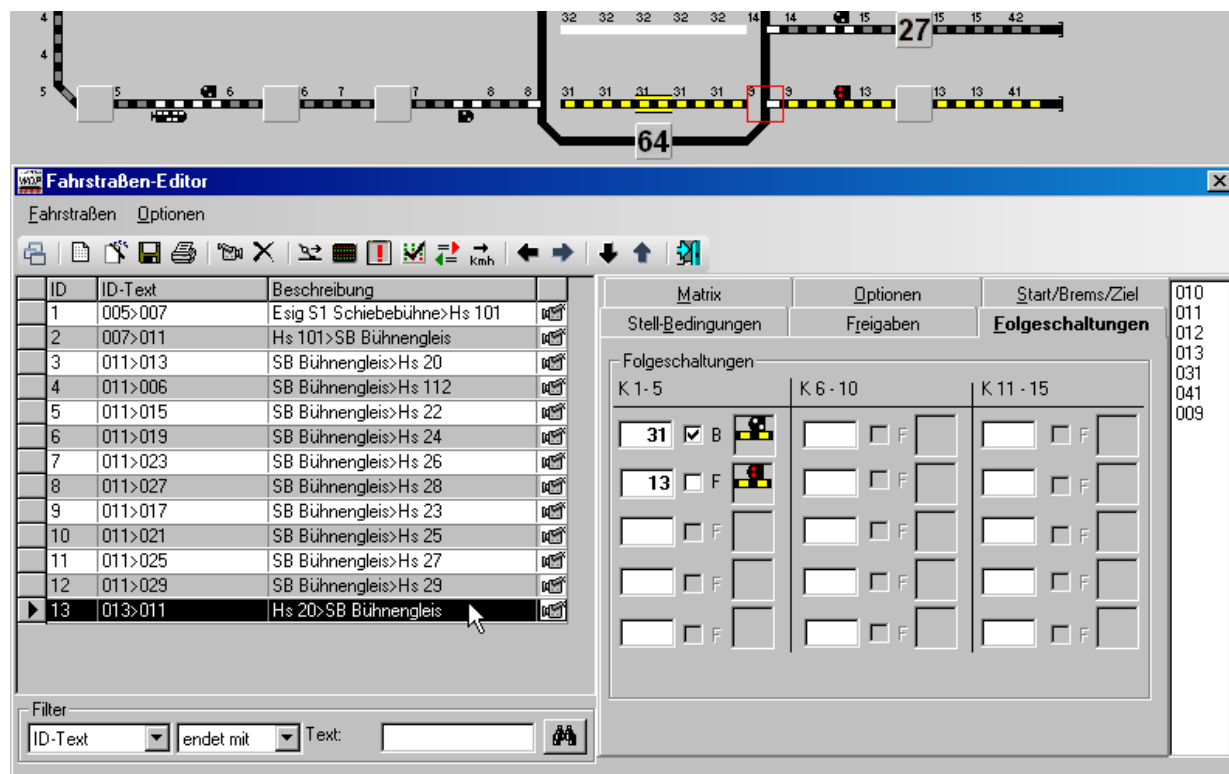 4 32 32 32 32 32 14 14 15 15 15 42
27
4
5 5 6 6 7 7 8 8 31 31 31 31 31 9 9 13 13 13 41
64
Fahrstraßen-Editor
Fahrstraßen Optionen
kmh
ID ID-Text Beschreibung
1 005>007 Esig S1 Schiebebühne>Hs 101
2 007>011 Hs 101>SB Bühnengleis
3 011>013 SB Bühnengleis>Hs 20
4 011>006 SB Bühnengleis>Hs 112
5 011>015 SB Bühnengleis>Hs 22
6 011>019 SB Bühnengleis>Hs 24
7 011>023 SB Bühnengleis>Hs 26
8 011>027 SB Bühnengleis>Hs 28
9 011>017 SB Bühnengleis>Hs 23
10 011>021 SB Bühnengleis>Hs 25
11 011>025 SB Bühnengleis>Hs 27
12 011>029 SB Bühnengleis>Hs 29
13 013>011 Hs 20>SB Bühnengleis
Filter
ID-Text endet mit Text:
Matrix Optionen Start/Brems/Ziel
Stell-Bedingungen Freigaben Folgeschaltungen
Folgeschaltungen
K 1- 5 K 6 - 10 K 11 - 15
31 B F F
13 F F F
F F F
F F F
F F F
010
011
012
013
031
041
009